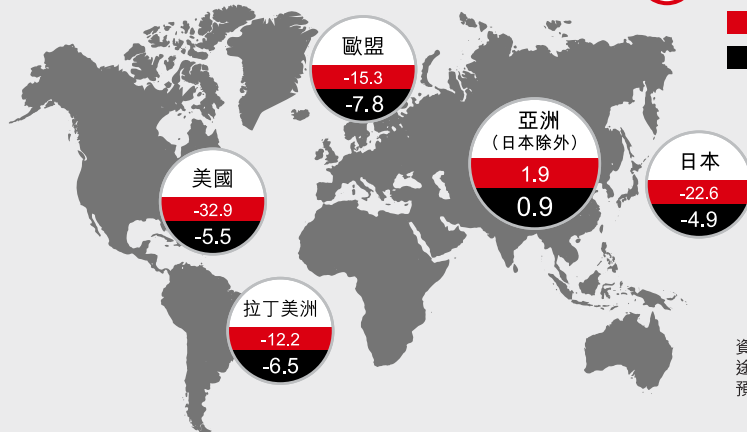 歐盟
-15.3
-7.8
亞洲
（日本除外）
1.9
0.9
日本
-22.6
-4.9
美國
-32.9
-5.5
拉丁美洲
-12.2
-6.5
資
途
預